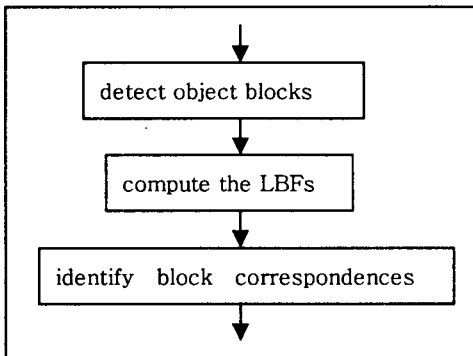 detect object blocks
compute the LBFs
identify block correspondences